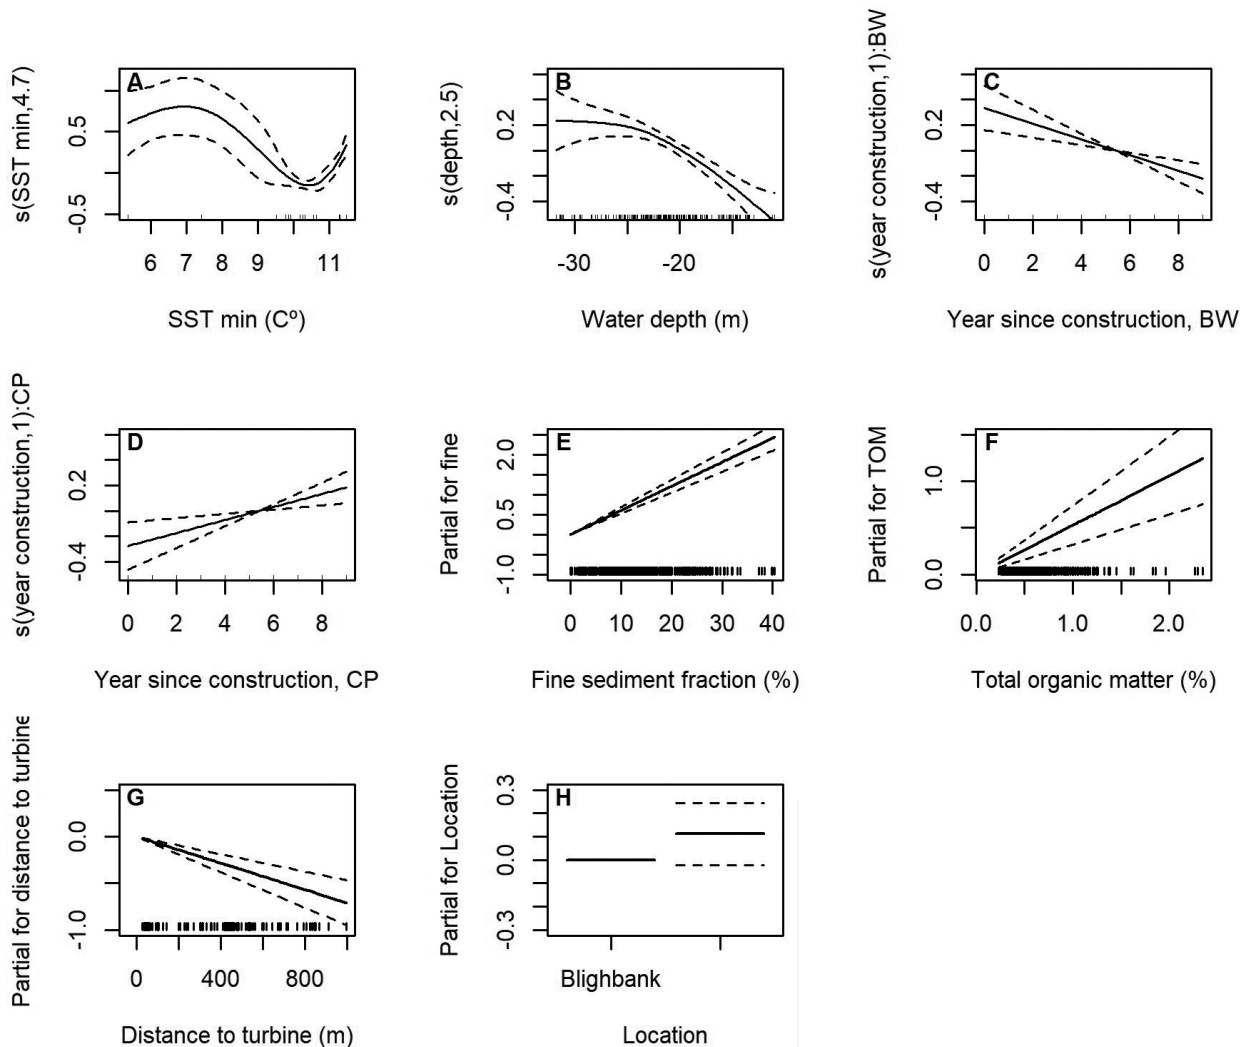 A
s(SST min,4.7)
0.5
-0.5
6 7 8 9 11
SST min (C°)
B
s(depth,2.5)
0.2
-0.4
-30 -20
Water depth (m)
C
s(year construction,1):BW
0.2
-0.4
0 2 4 6 8
Year since construction, BW
D
s(year construction,1):CP
0.2
-0.4
0 2 4 6 8
Year since construction, CP
E
Partial for fine
2.0
0.5
-1.0
0 10 20 30 40
Fine sediment fraction (%)
F
Partial for TOM
1.0
0.0
0.0 1.0 2.0
Total organic matter (%)
G
Partial for distance to turbine
0.0
-1.0
0 400 800
Distance to turbine (m)
H
Partial for Location
0.3
0.0
-0.3
Blighbank
Location